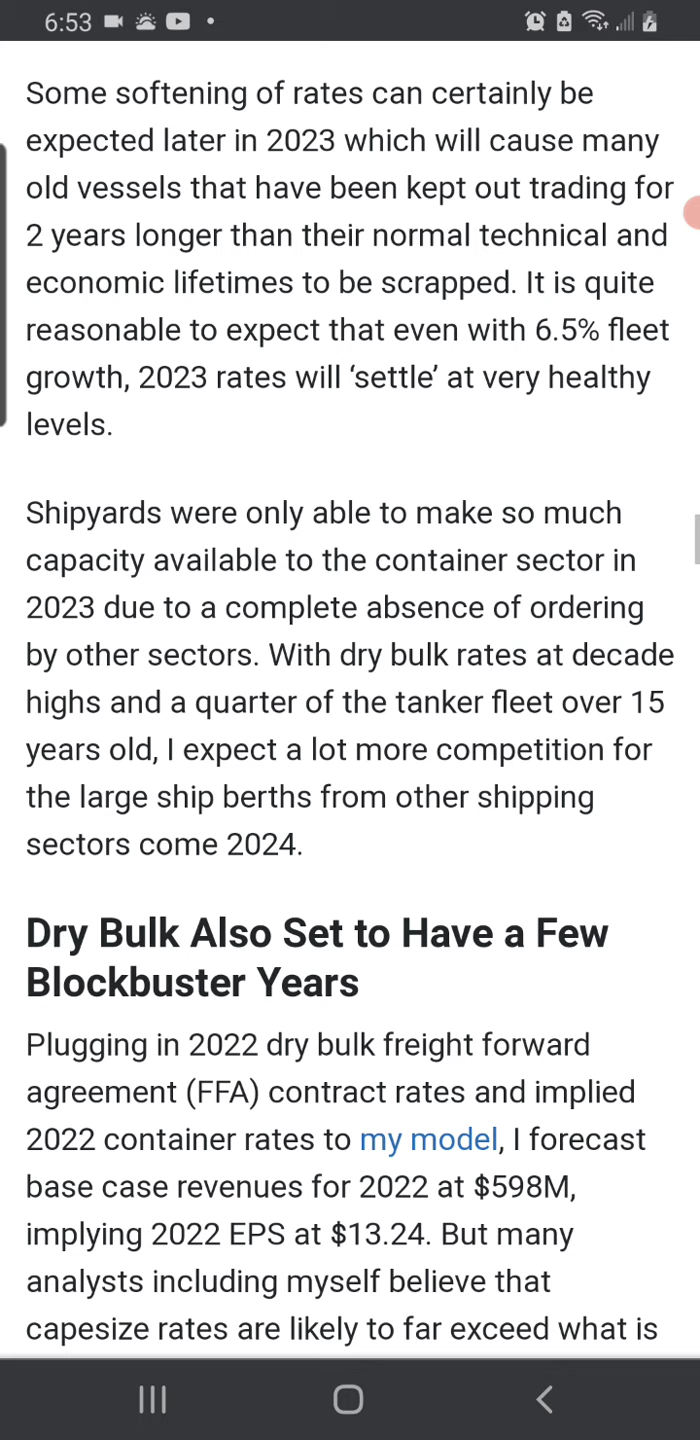 6:53
Some softening of rates can certainly be
expected later in 2023 which will cause many
old vessels that have been kept out trading for
2 years longer than their normal technical and
economic lifetimes to be scrapped. It is quite
reasonable to expect that even with 6.5% fleet
growth, 2023 rates will ‘settle’ at very healthy
levels.
Shipyards were only able to make so much
capacity available to the container sector in
2023 due to a complete absence of ordering
by other sectors. With dry bulk rates at decade
highs and a quarter of the tanker fleet over 15
years old, I expect a lot more competition for
the large ship berths from other shipping
sectors come 2024.
Dry Bulk Also Set to Have a Few
Blockbuster Years
Plugging in 2022 dry bulk freight forward
agreement (FFA) contract rates and implied
2022 container rates to my model, I forecast
base case revenues for 2022 at $598M,
implying 2022 EPS at $13.24. But many
analysts including myself believe that
capesize rates are likely to far exceed what is